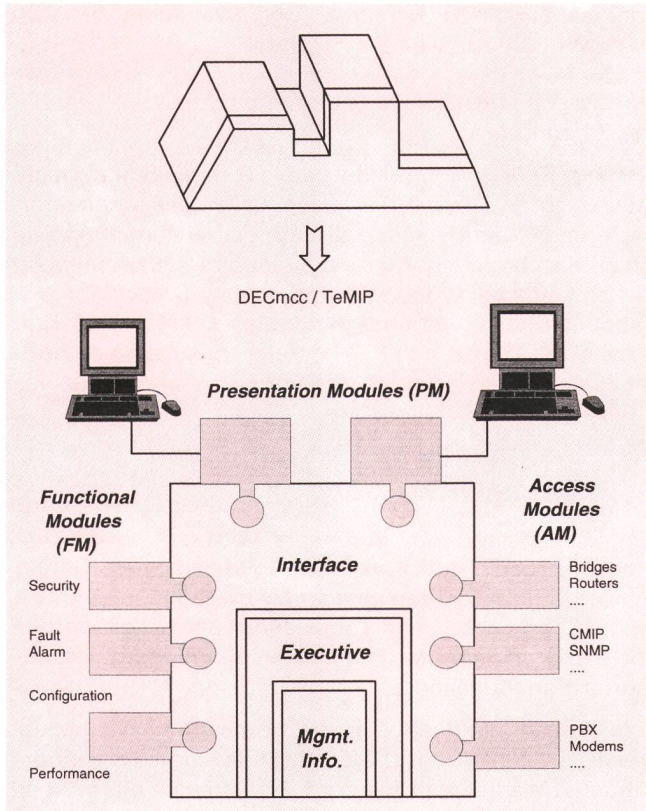 DECmcc / TeMIP
Presentation Modules (PM)
Functional
Modules
(FM)
Access
Modules
(AM)
Interface
Security
Bridges
Routers
....
Fault
Alarm
Executive
CMIP
SNMP
....
Configuration
Mgmt.
Info.
PBX
Modems
....
Performance